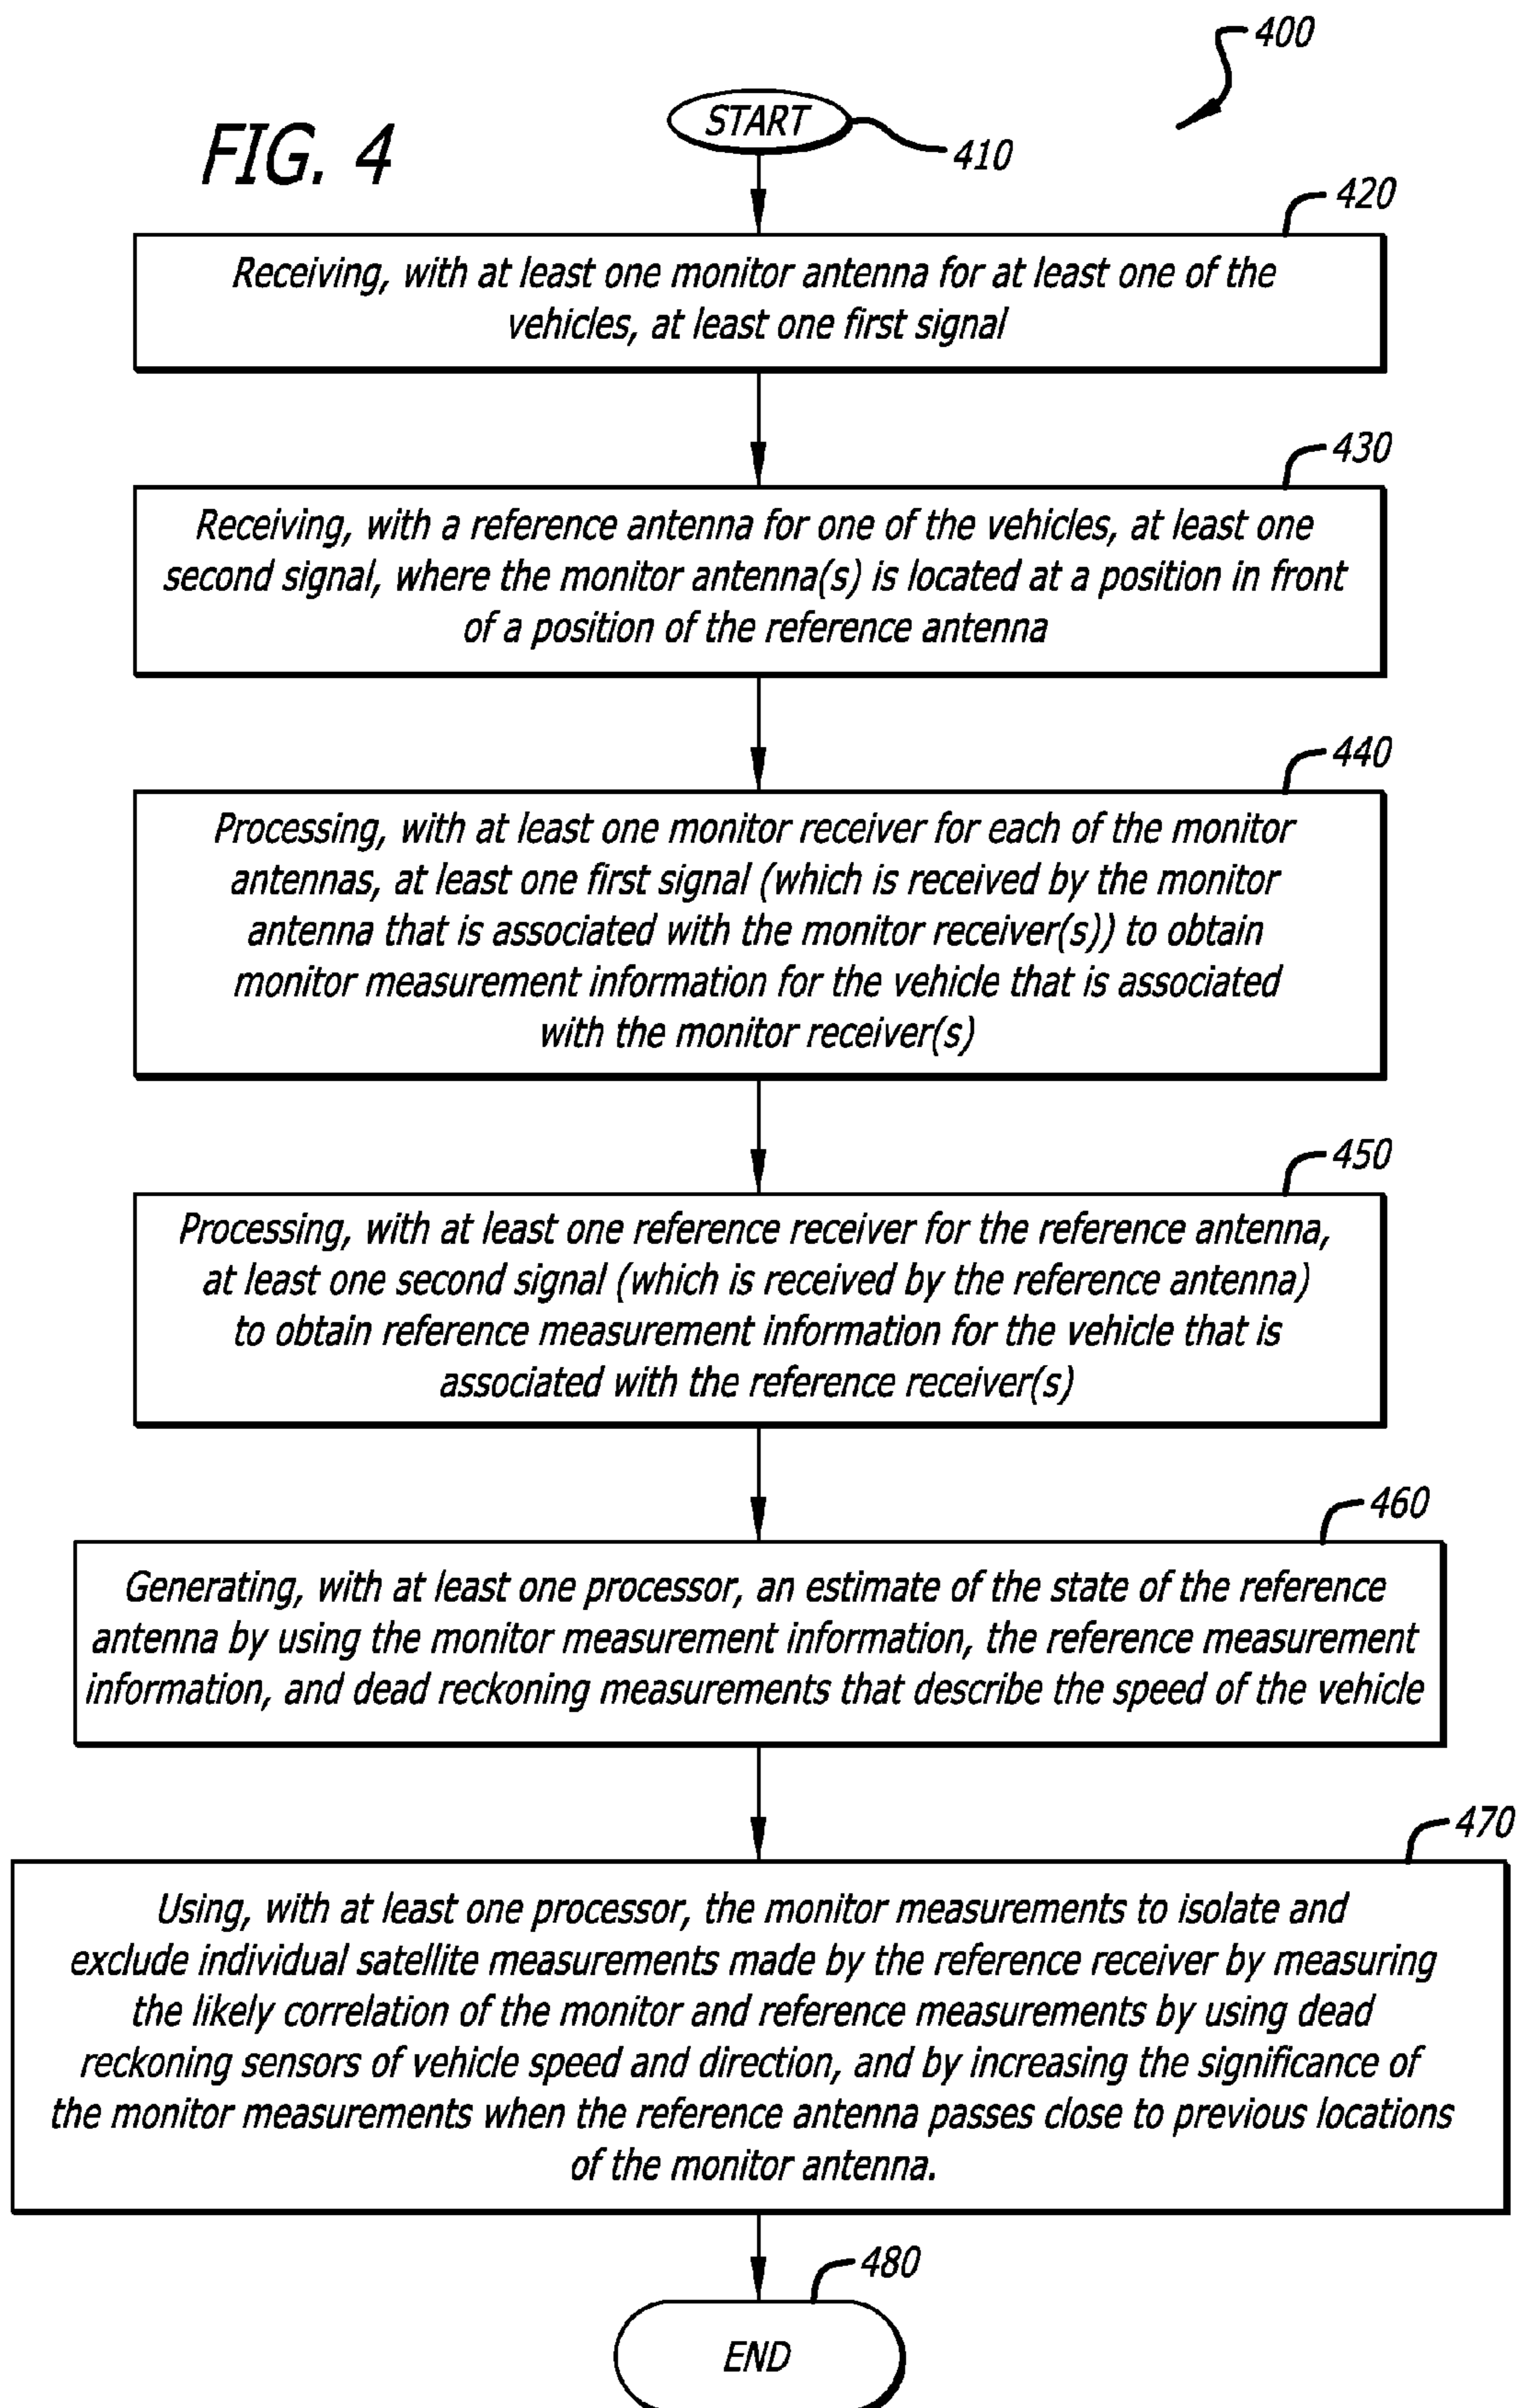 400
START
FIG. 4
410
420
Receiving, with at least one monitor antenna for at least one of the
vehicles, at least one first signal
430
Receiving, with a reference antenna for one of the vehicles, at least one
second signal, where the monitor antenna(s) is located at a position in front
of a position of the reference antenna
440
Processing, with at least one monitor receiver for each of the monitor
antennas, at least one first signal (which is received by the monitor
antenna that is associated with the monitor receiver(s)) to obtain
monitor measurement information for the vehicle that is associated
with the monitor receiver(s)
450
Processing, with at least one reference receiver for the reference antenna,
at least one second signal (which is received by the reference antenna)
to obtain reference measurement information for the vehicle that is
associated with the reference receiver(s)
460
Generating, with at least one processor, an estimate of the state of the reference
antenna by using the monitor measurement information, the reference measurement
information, and dead reckoning measurements that describe the speed of the vehicle
470
Using, with at least one processor, the monitor measurements to isolate and
exclude individual satellite measurements made by the reference receiver by measuring
the likely correlation of the monitor and reference measurements by using dead
reckoning sensors of vehicle speed and direction, and by increasing the significance of
the monitor measurements when the reference antenna passes close to previous locations
of the monitor antenna.
480
END